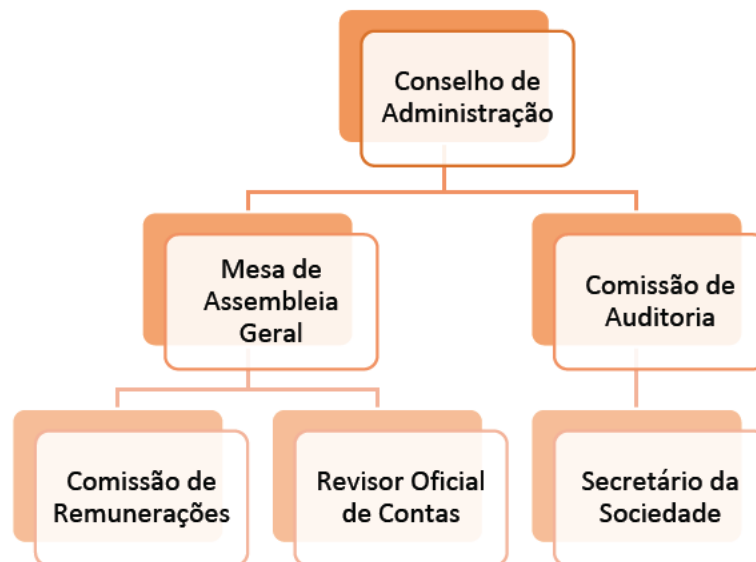 Conselho de
Administração
Mesa de
Assembleia
Geral
Comissão de
Auditoria
Comissão de
Remunerações
Revisor Oficial
de Contas
Secretário da
Sociedade